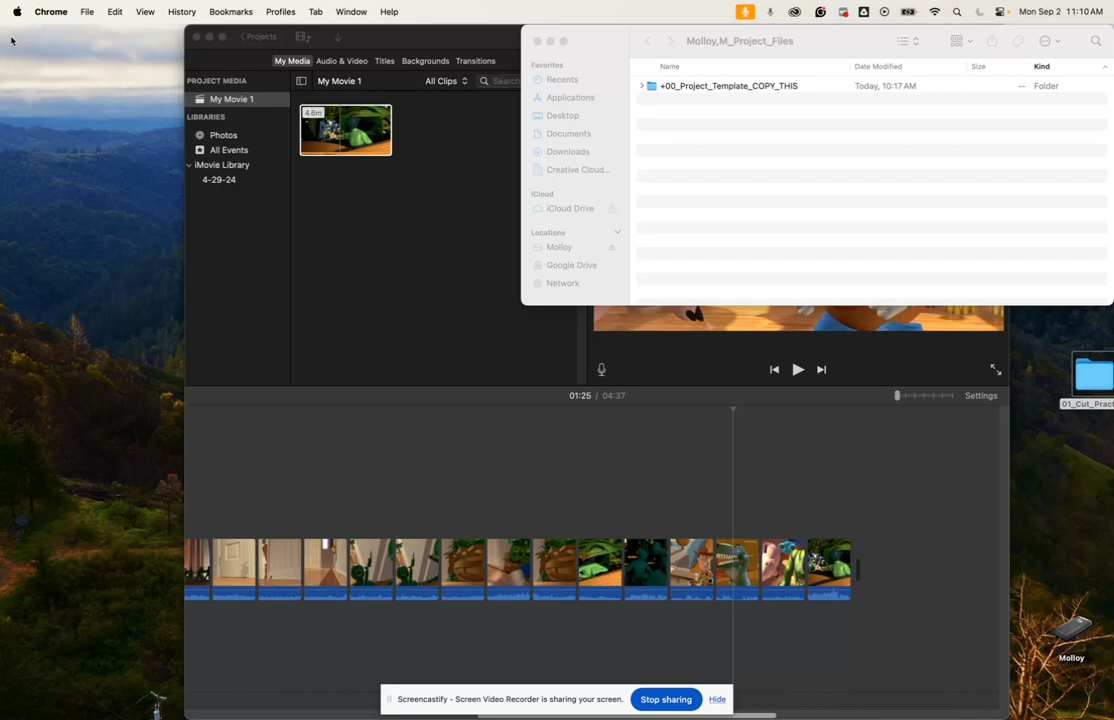 Chrome File Edit View History Bookmarks Profiles Tab Window Help Mon Sep 2 11:10 AM
Projects
My Media Audio & Video Titles Backgrounds Transitions
PROJECT MEDIA
My Movie 1
LIBRARIES
Photos
All Events
iMovie Library
4-29-24
My Movie 1 All Clips Search
4.6m
Molloy,M_Project_Files
Favorites
Recents
Applications
Desktop
Documents
Downloads
Creative Cloud...
iCloud
iCloud Drive
Locations
Molloy
Google Drive
Network
Name Date Modified Size Kind
+00_Project_Template_COPY_THIS Today, 10:17 AM -- Folder
01:25 / 04:37 Settings
01_Cut_Pract
Molloy
Screencastify - Screen Video Recorder is sharing your screen. Stop sharing Hide